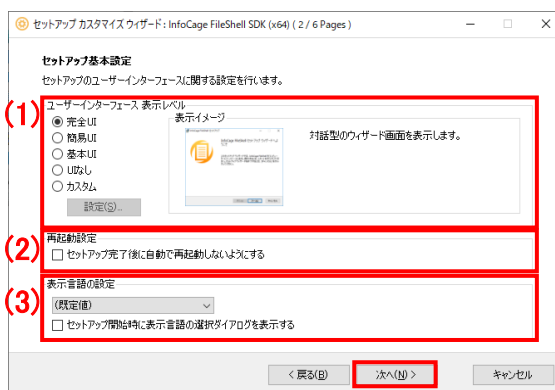 セットアップ カスタマイズ ウィザード: InfoCage FileShell SDK (x64) ( 2 / 6 Pages )
セットアップ基本設定
セットアップのユーザーインターフェースに関する設定を行います。
(1)
ユーザーインターフェース 表示レベル
完全UI
簡易UI
基本UI
UIなし
カスタム
設定(S)...
表示イメージ
対話型のウィザード画面を表示します。
(2)
再起動設定
セットアップ完了後に自動で再起動しないようにする
(3)
表示言語の設定
(既定値)
セットアップ開始時に表示言語の選択ダイアログを表示する
< 戻る(B)
次へ(N) >
キャンセル